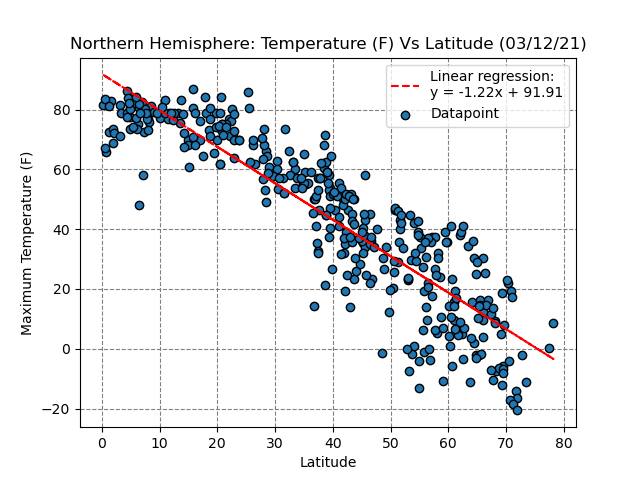 Northern Hemisphere: Temperature (F) Vs Latitude (03/12/21)
Linear regression:
y = -1.22x + 91.91
Datapoint
Maximum Temperature (F)
80
60
40
20
0
−20
0 10 20 30 40 50 60 70 80
Latitude